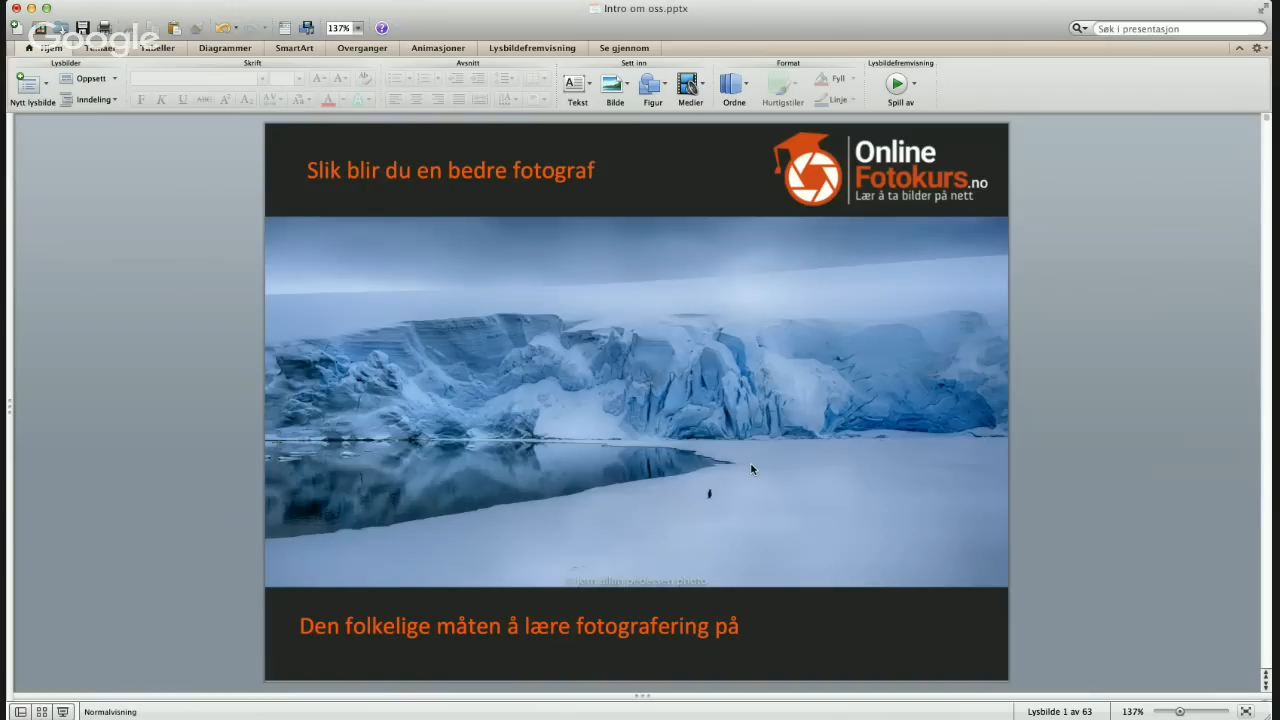 Intro om oss.pptx
Google
137%
Søk i presentasjon
Hjem
Tabeller
Diagrammer
SmartArt
Overganger
Animasjoner
Lysbildefremvisning
Se gjennom
Lysbilder
Skrift
Avsnitt
Sett inn
Format
Lysbildefremvisning
Nytt lysbilde
Oppsett
Inndeling
Tekst
Bilde
Figur
Medier
Ordne
Hurtigstiler
Fyll
Linje
Spill av
Slik blir du en bedre fotograf
Online
Fotokurs.no
Lær å ta bilder på nett
Den folkelige måten å lære fotografering på
Normalvisning
Lysbilde 1 av 63
137%